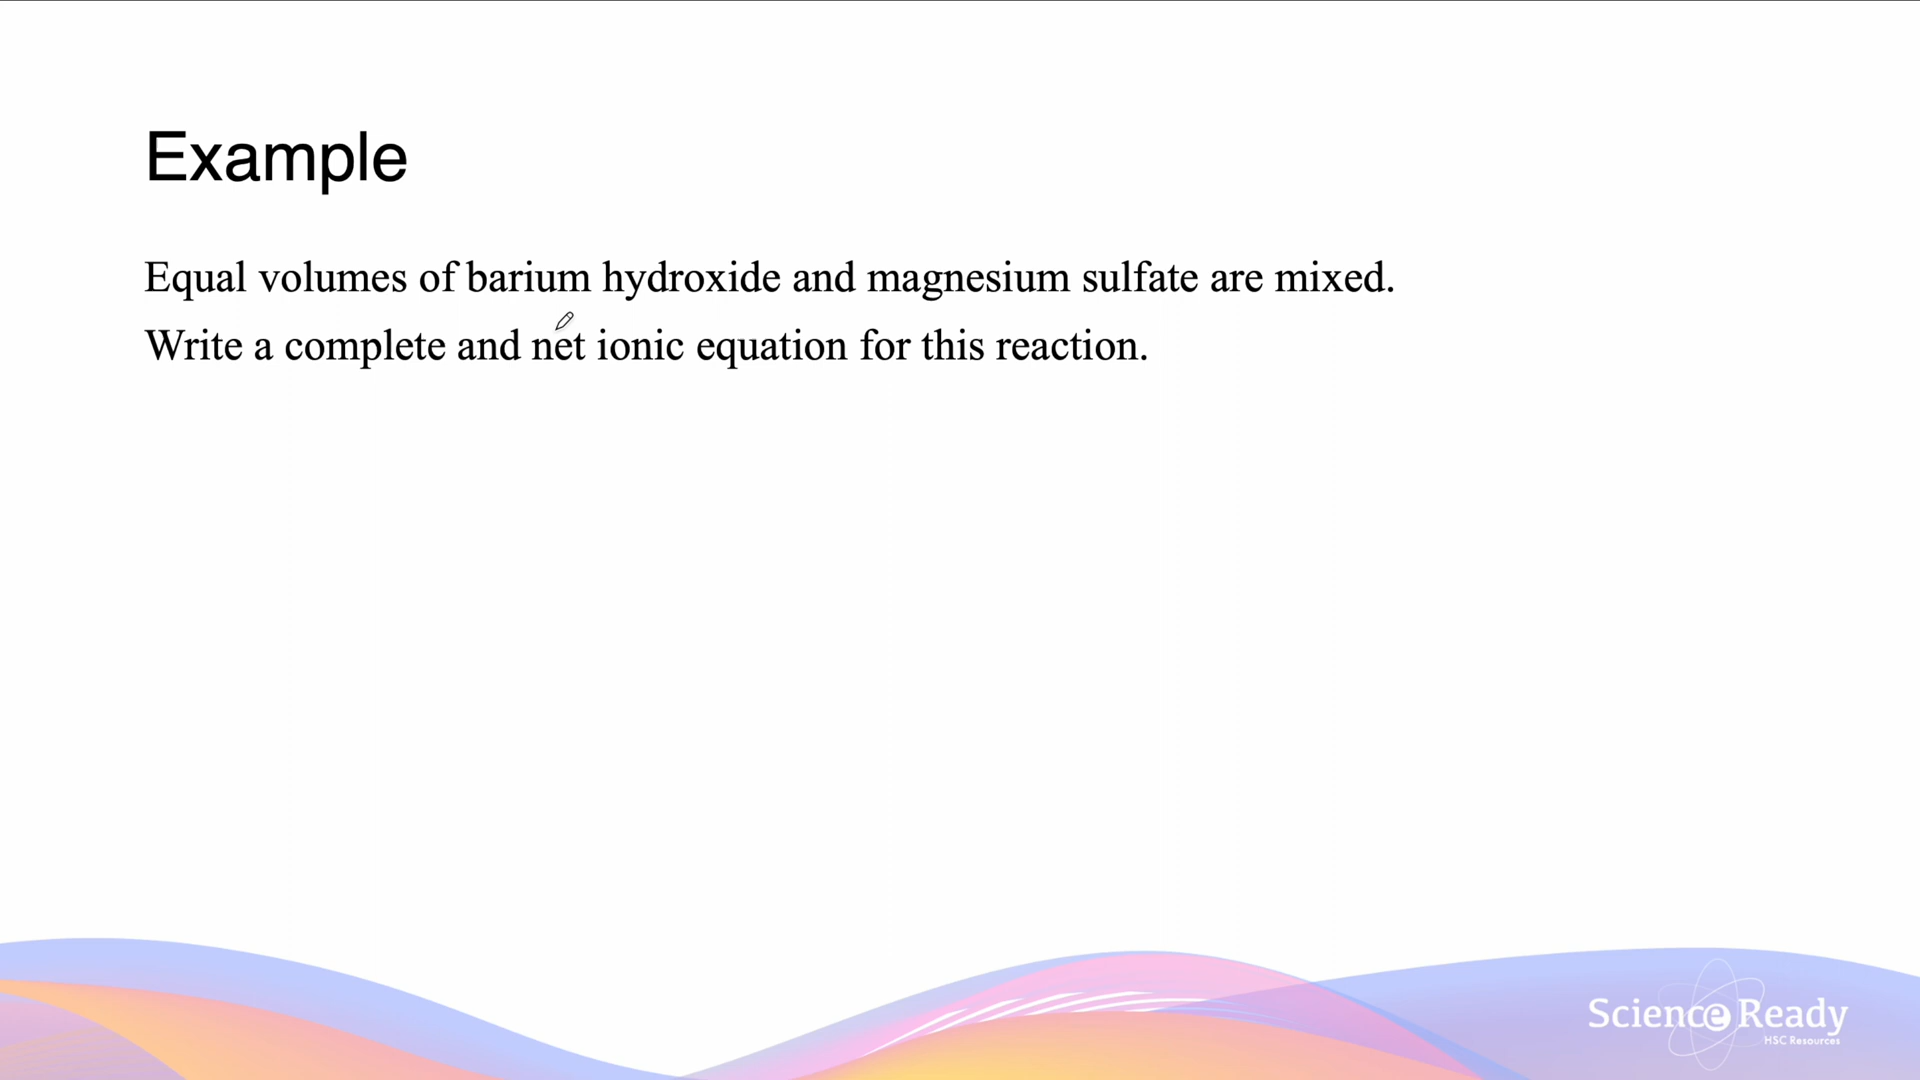 Example
Equal volumes of barium hydroxide and magnesium sulfate are mixed.
Write a complete and net ionic equation for this reaction.
Science Ready
HSC Resources